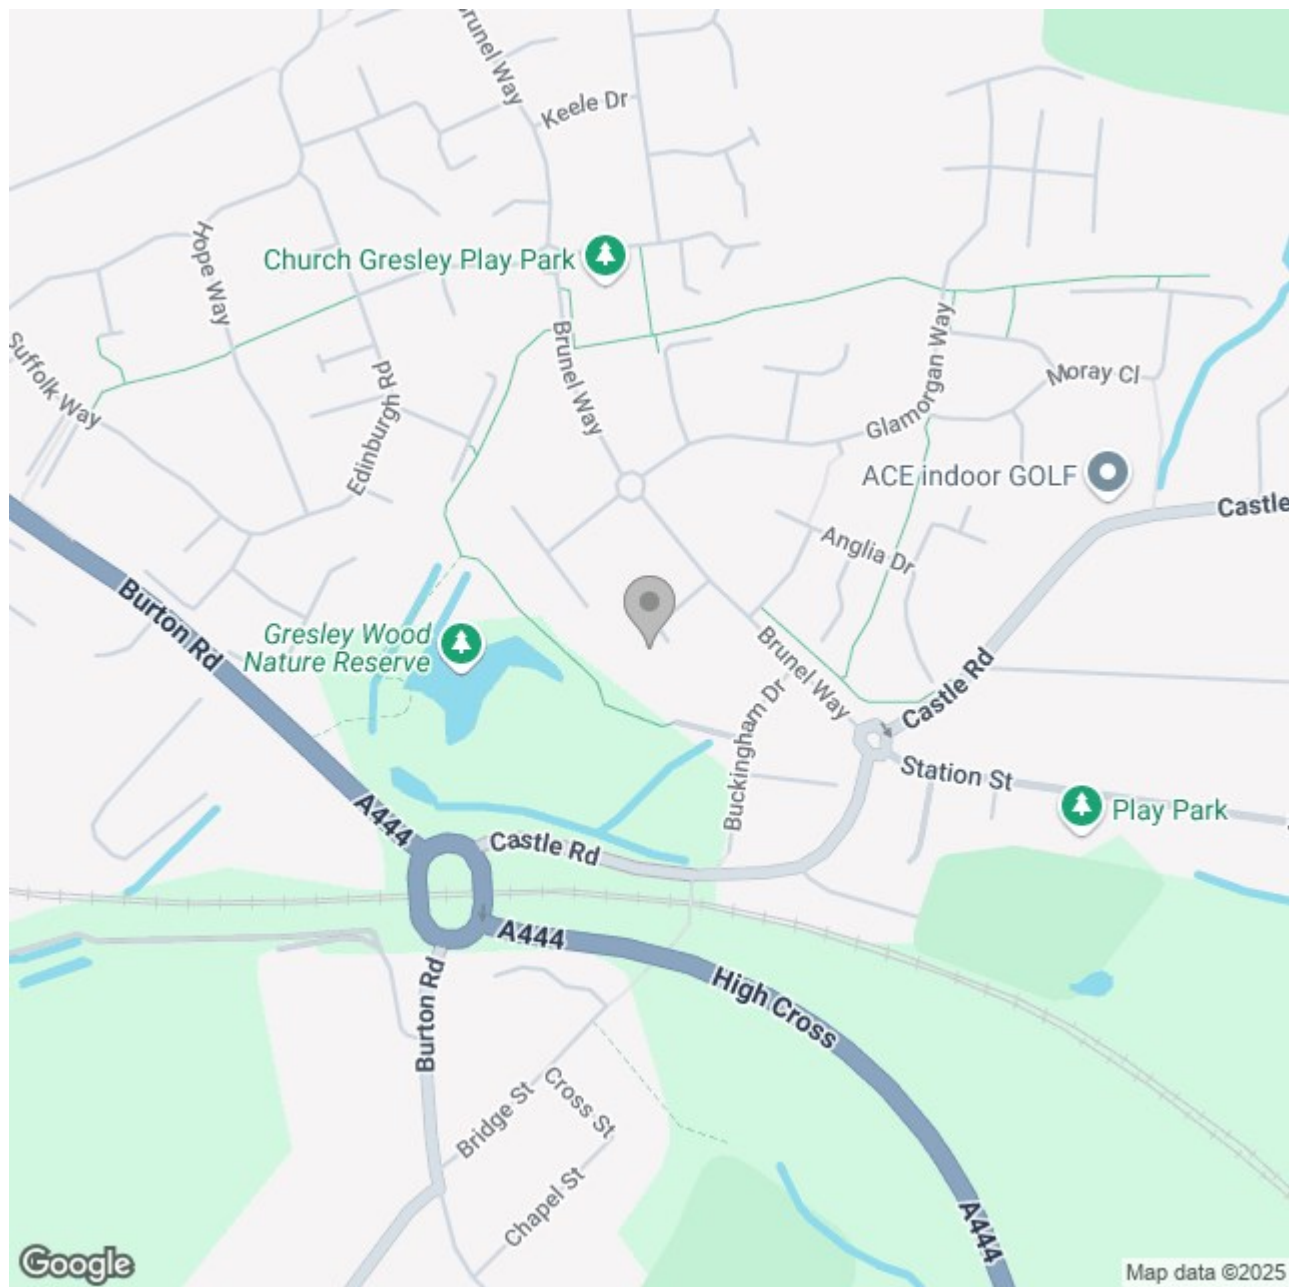 Brunel Way
Keele Dr
Hope Way
Church Gresley Play Park
Suffolk Way
Edinburgh Rd
Brunel Way
Glamorgan Way
Moray Cl
ACE indoor GOLF
Castle
Anglia Dr
Burton Rd
Gresley Wood
Nature Reserve
Brunel Way
Buckingham Dr
Castle Rd
Station St
Play Park
A444
Castle Rd
A444
High Cross
Burton Rd
Bridge St
Cross St
Chapel St
A444
Google
Map data ©2025